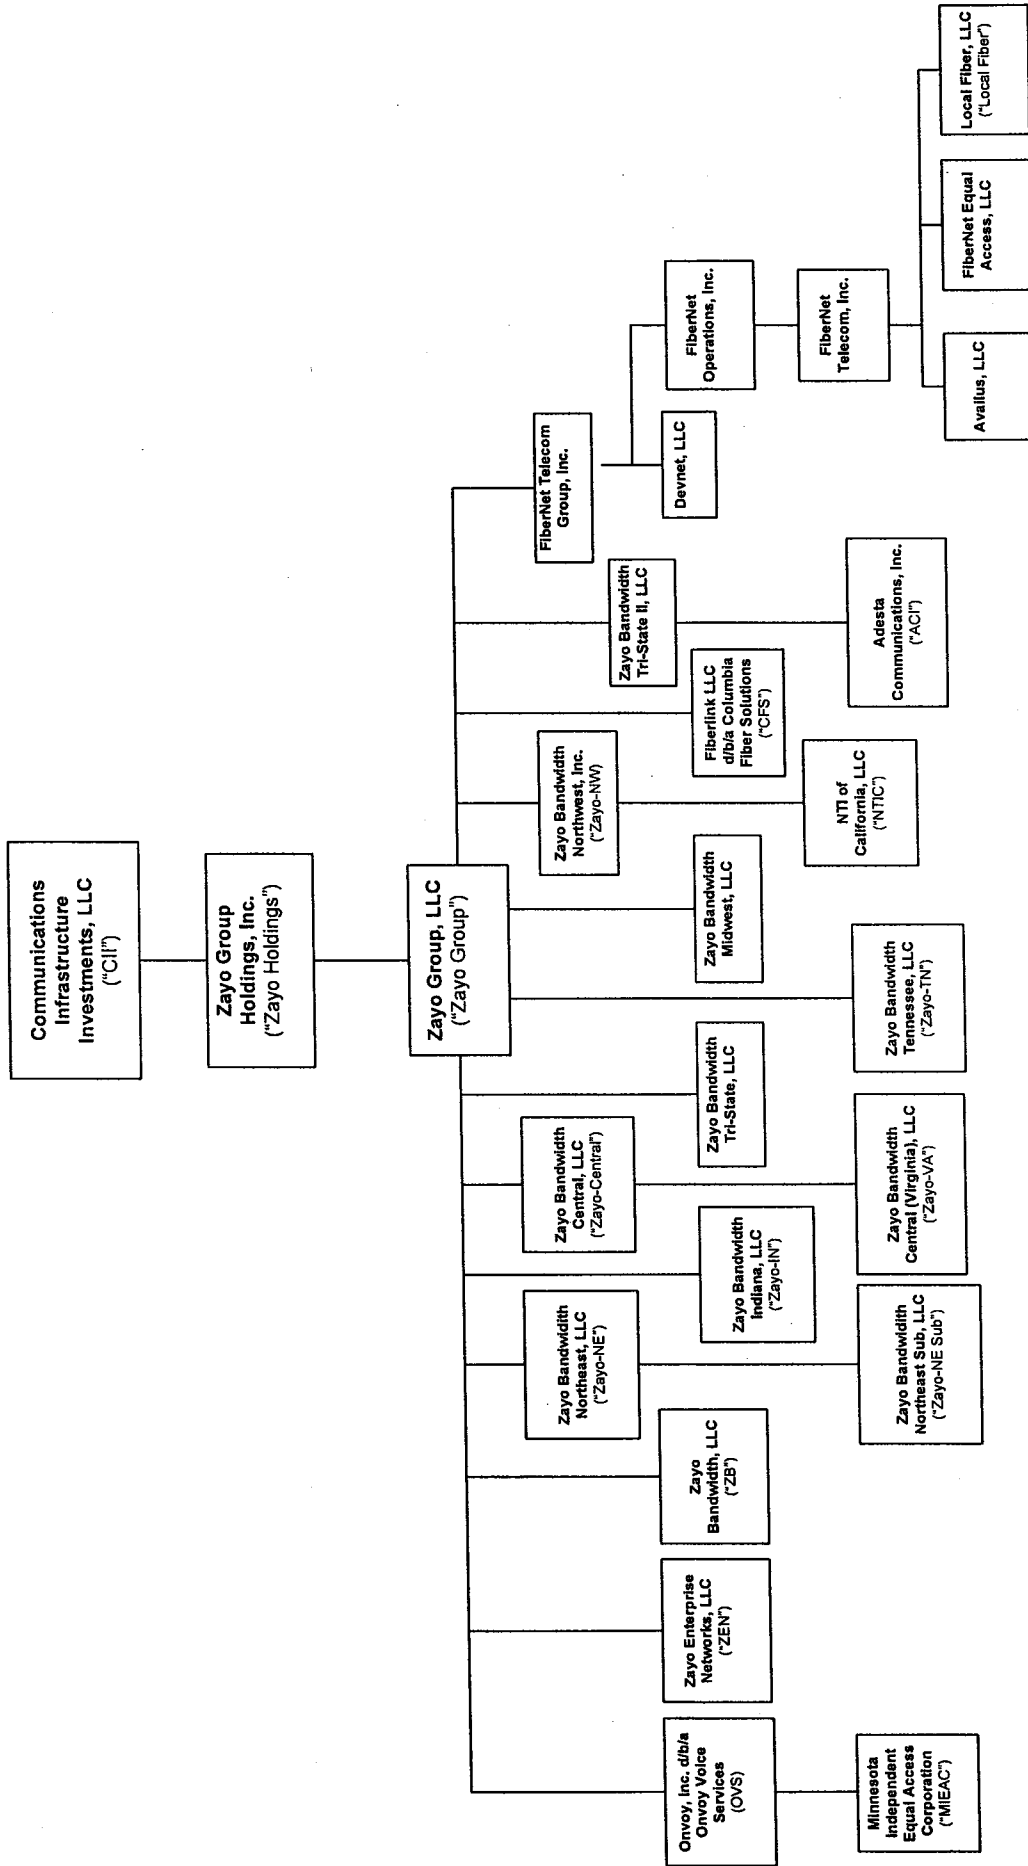 Communications
Infrastructure
Investments, LLC
("CII")
Zayo Group
Holdings, Inc.
("Zayo Holdings")
Zayo Group, LLC
("Zayo Group")
Onvoy, Inc. d/b/a
Onvoy Voice
Services
(OVS)
Minnesota
Independent
Equal Access
Corporation
("MIEAC")
Zayo Enterprise
Networks, LLC
("ZEN")
Zayo
Bandwidth, LLC
("ZB")
Zayo Bandwidith
Northeast, LLC
("Zayo-NE")
Zayo Bandwidith
Northeast Sub, LLC
("Zayo-NE Sub")
Zayo Bandwidth
Indiana, LLC
("Zayo-IN")
Zayo Bandwidth
Central, LLC
("Zayo-Central")
Zayo Bandwidth
Central (Virginia), LLC
("Zayo-VA")
Zayo Bandwidth
Tri-State, LLC
Zayo Bandwidth
Tennessee, LLC
("Zayo-TN")
Zayo Bandwidth
Midwest, LLC
Zayo Bandwidth
Northwest, Inc.
("Zayo-NW)
NTI of
California, LLC
("NTIC")
Fiberlink LLC
d/b/a Columbia
Fiber Solutions
("CFS")
Zayo Bandwidth
Tri-State II, LLC
Adesta
Communications, Inc.
("ACI")
FiberNet Telecom
Group, Inc.
Devnet, LLC
FiberNet
Operations, Inc.
FiberNet
Telecom, Inc.
Availius, LLC
FiberNet Equal
Access, LLC
Local Fiber, LLC
("Local Fiber")